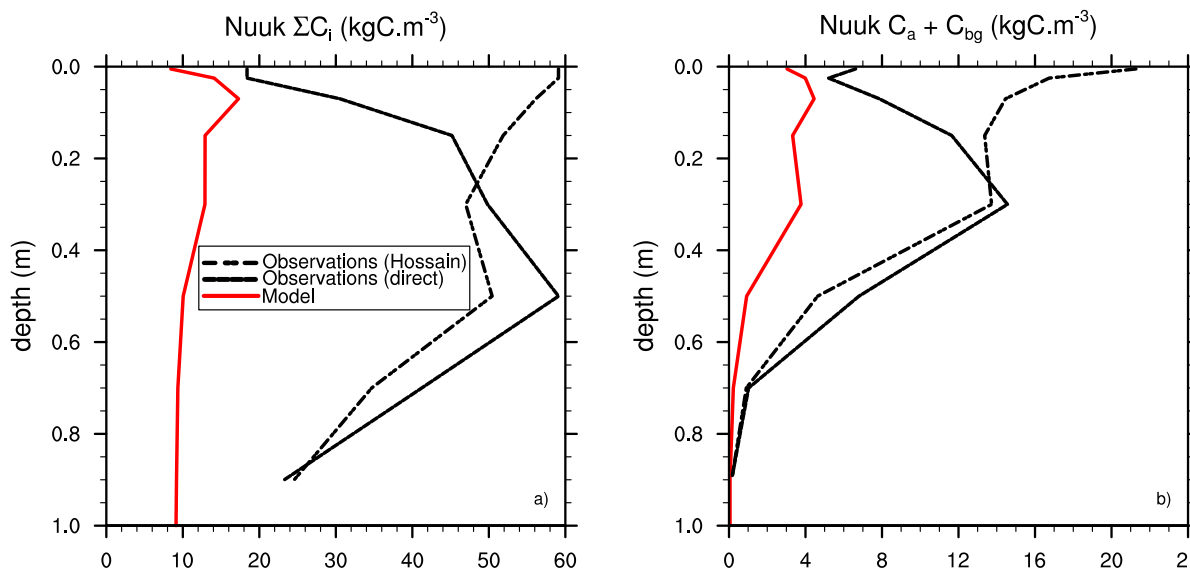 Nuuk ΣCi (kgC.m-3)
0.0
0.2
0.4
0.6
0.8
1.0
depth (m)
0
10
20
30
40
50
60
Observations (Hossain)
Observations (direct)
Model
a)
Nuuk Ca + Cbg (kgC.m-3)
0.0
0.2
0.4
0.6
0.8
1.0
depth (m)
0
4
8
12
16
20
2
b)